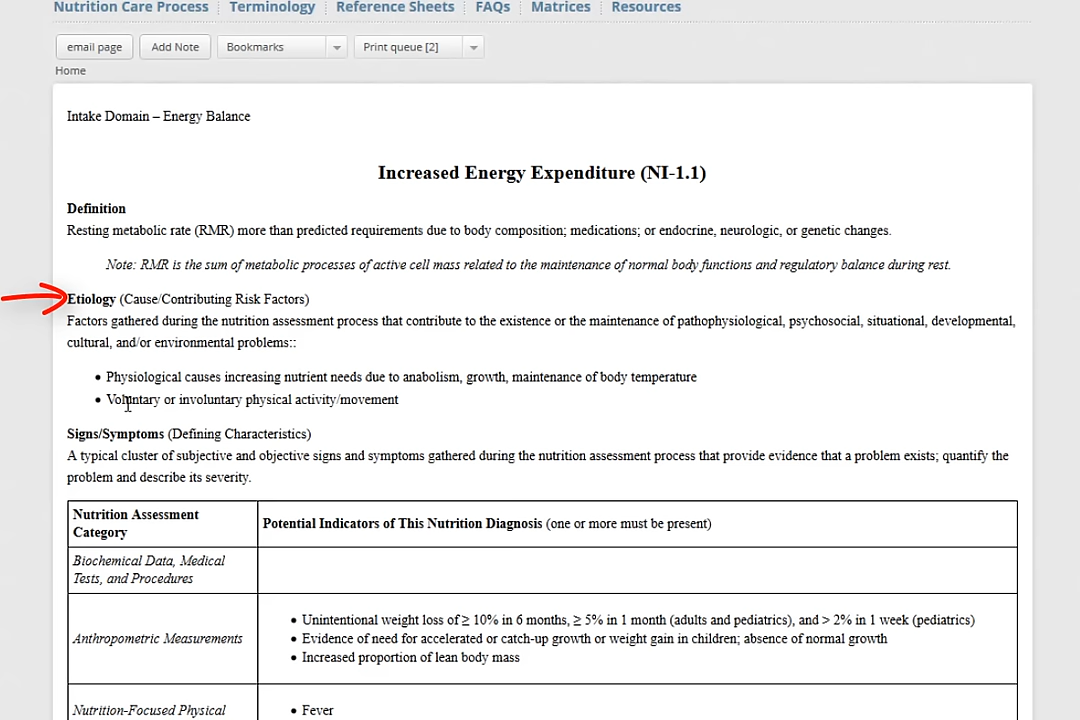 Nutrition Care Process Terminology Reference Sheets FAQs Matrices Resources
email page Add Note Bookmarks Print queue [2]
Home
Intake Domain – Energy Balance
Increased Energy Expenditure (NI-1.1)
Definition
Resting metabolic rate (RMR) more than predicted requirements due to body composition; medications; or endocrine, neurologic, or genetic changes.
Note: RMR is the sum of metabolic processes of active cell mass related to the maintenance of normal body functions and regulatory balance during rest.
Etiology (Cause/Contributing Risk Factors)
Factors gathered during the nutrition assessment process that contribute to the existence or the maintenance of pathophysiological, psychosocial, situational, developmental,
cultural, and/or environmental problems::
• Physiological causes increasing nutrient needs due to anabolism, growth, maintenance of body temperature
• Voluntary or involuntary physical activity/movement
Signs/Symptoms (Defining Characteristics)
A typical cluster of subjective and objective signs and symptoms gathered during the nutrition assessment process that provide evidence that a problem exists; quantify the
problem and describe its severity.
Nutrition Assessment
Category
Potential Indicators of This Nutrition Diagnosis (one or more must be present)
Biochemical Data, Medical
Tests, and Procedures
Anthropometric Measurements
• Unintentional weight loss of ≥ 10% in 6 months, ≥ 5% in 1 month (adults and pediatrics), and > 2% in 1 week (pediatrics)
• Evidence of need for accelerated or catch-up growth or weight gain in children; absence of normal growth
• Increased proportion of lean body mass
Nutrition-Focused Physical
• Fever